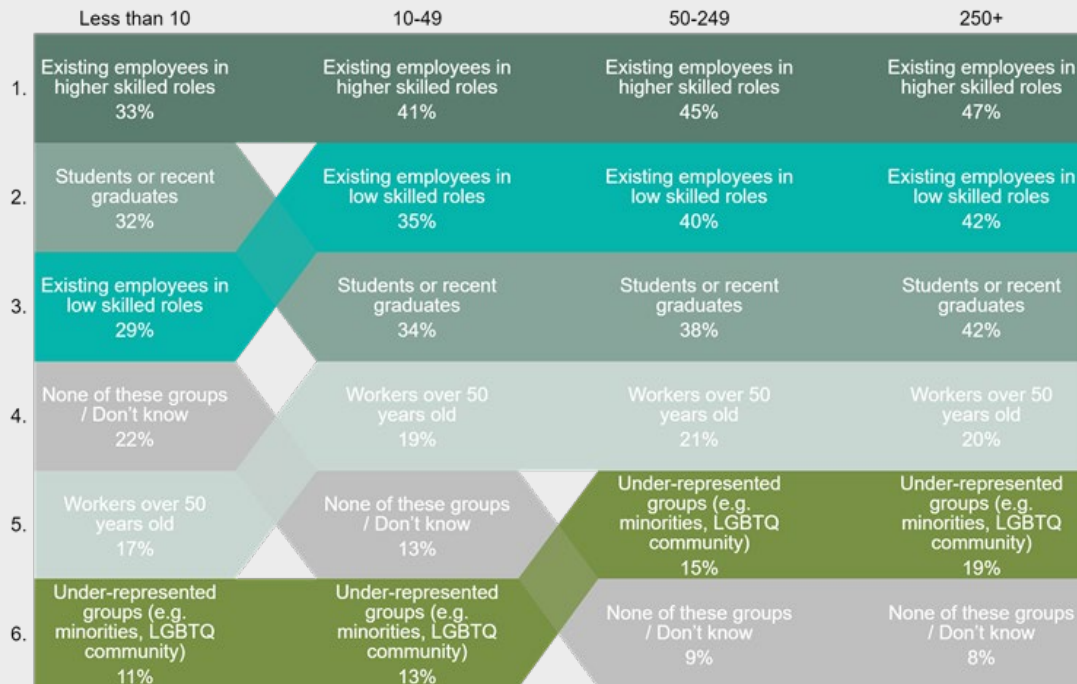 Less than 10 10-49 50-249 250+
1.
Existing employees in
higher skilled roles
33%
Existing employees in
higher skilled roles
41%
Existing employees in
higher skilled roles
45%
Existing employees in
higher skilled roles
47%
2.
Students or recent
graduates
32%
Existing employees in
low skilled roles
35%
Existing employees in
low skilled roles
40%
Existing employees in
low skilled roles
42%
3.
Existing employees in
low skilled roles
29%
Students or recent
graduates
34%
Students or recent
graduates
38%
Students or recent
graduates
42%
4.
None of these groups
/ Don't know
22%
Workers over 50
years old
19%
Workers over 50
years old
21%
Workers over 50
years old
20%
5.
Workers over 50
years old
17%
None of these groups
/ Don't know
13%
Under-represented
groups (e.g.
minorities, LGBTQ
community)
15%
Under-represented
groups (e.g.
minorities, LGBTQ
community)
19%
6.
Under-represented
groups (e.g.
minorities, LGBTQ
community)
11%
Under-represented
groups (e.g.
minorities, LGBTQ
community)
13%
None of these groups
/ Don't know
9%
None of these groups
/ Don't know
8%